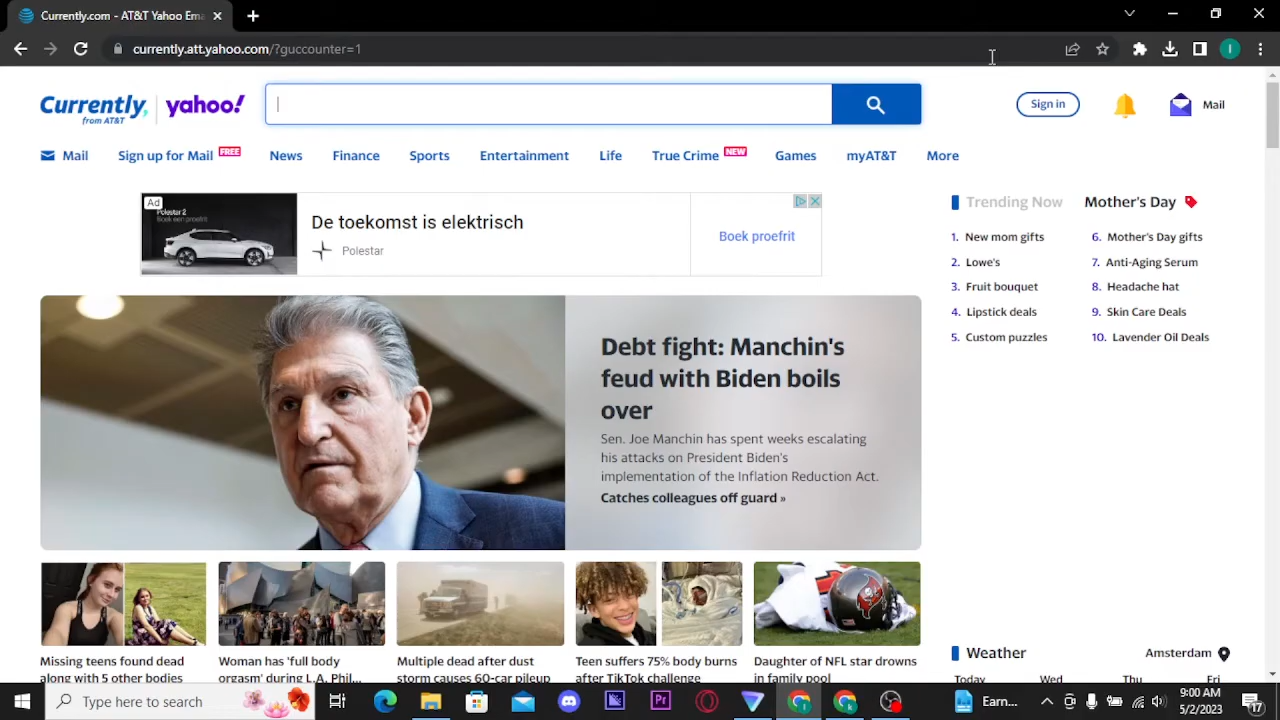 Currently.com - AT&T Yahoo Ema
currently.att.yahoo.com/?guccounter=1
I
Currently,
from AT&T
yahoo!
Sign in
Mail
Mail
Sign up for Mail FREE
News
Finance
Sports
Entertainment
Life
True Crime NEW
Games
myAT&T
More
Ad
Polestar 2
Boek een proefrit
De toekomst is elektrisch
Polestar
Boek proefrit
Trending Now
Mother's Day
1. New mom gifts
2. Lowe's
3. Fruit bouquet
4. Lipstick deals
5. Custom puzzles
6. Mother's Day gifts
7. Anti-Aging Serum
8. Headache hat
9. Skin Care Deals
10. Lavender Oil Deals
Debt fight: Manchin's
feud with Biden boils
over
Sen. Joe Manchin has spent weeks escalating
his attacks on President Biden's
implementation of the Inflation Reduction Act.
Catches colleagues off guard »
Missing teens found dead
along with 5 other bodies
Woman has 'full body
orgasm' during L.A. Phil...
Multiple dead after dust
storm causes 60-car pileup
Teen suffers 75% body burns
after TikTok challenge
Daughter of NFL star drowns
in family pool
Weather
Amsterdam
Today
Wed
Thu
Fri
Type here to search
Pr
Earn...
9:00 AM
5/2/2023
17